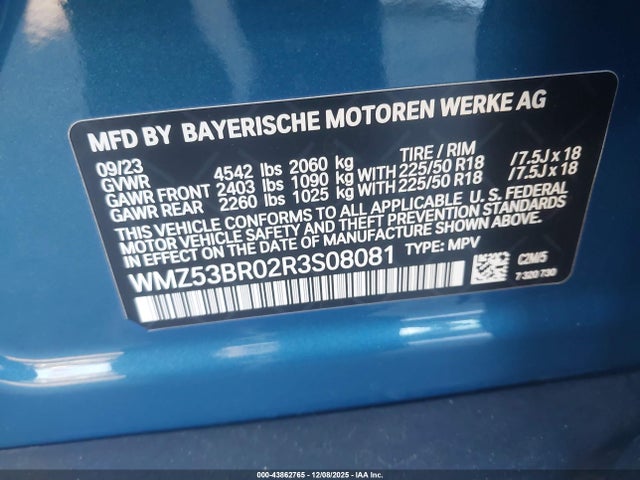 MFD BY BAYERISCHE MOTOREN WERKE AG
09/23 TIRE / RIM
GVWR 4542 lbs 2060 kg
GAWR FRONT 2403 lbs 1090 kg WITH 225/50 R18 /7.5J x 18
GAWR REAR 2260 lbs 1025 kg WITH 225/50 R18 /7.5J x 18
THIS VEHICLE CONFORMS TO ALL APPLICABLE U. S. FEDERAL
MOTOR VEHICLE SAFETY AND THEFT PREVENTION STANDARDS
IN EFFECT ON THE DATE OF MANUFACTURE SHOWN ABOVE.
WMZ53BR02R3S08081 TYPE: MPV
C2MI5
7 320 730
000-43862765 - 12/08/2025 - IAA Inc.